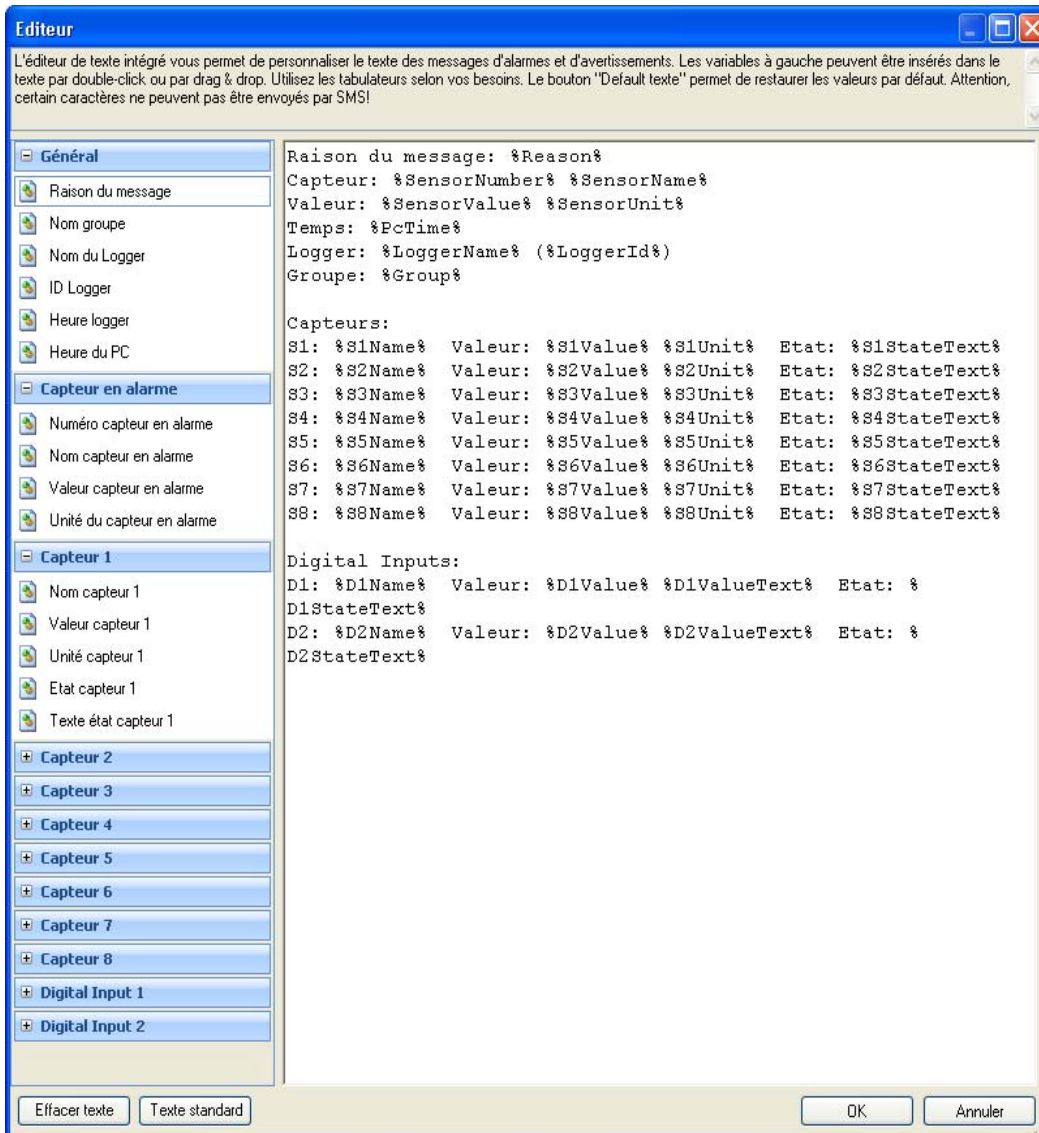 Editeur
L'éditeur de texte intégré vous permet de personnaliser le texte des messages d'alarmes et d'avertissements. Les variables à gauche peuvent être insérés dans le
texte par double-click ou par drag & drop. Utilisez les tabulateurs selon vos besoins. Le bouton "Default texte" permet de restaurer les valeurs par défaut. Attention,
certain caractères ne peuvent pas être envoyés par SMS!
Général
Raison du message
Nom groupe
Nom du Logger
ID Logger
Heure logger
Heure du PC
Capteur en alarme
Numéro capteur en alarme
Nom capteur en alarme
Valeur capteur en alarme
Unité du capteur en alarme
Capteur 1
Nom capteur 1
Valeur capteur 1
Unité capteur 1
Etat capteur 1
Texte état capteur 1
Capteur 2
Capteur 3
Capteur 4
Capteur 5
Capteur 6
Capteur 7
Capteur 8
Digital Input 1
Digital Input 2
Raison du message: %Reason%
Capteur: %SensorNumber% %SensorName%
Valeur: %SensorValue% %SensorUnit%
Temps: %PcTime%
Logger: %LoggerName% (%LoggerId%)
Groupe: %Group%
Capteurs:
S1: %S1Name%  Valeur: %S1Value% %S1Unit%  Etat: %S1StateText%
S2: %S2Name%  Valeur: %S2Value% %S2Unit%  Etat: %S2StateText%
S3: %S3Name%  Valeur: %S3Value% %S3Unit%  Etat: %S3StateText%
S4: %S4Name%  Valeur: %S4Value% %S4Unit%  Etat: %S4StateText%
S5: %S5Name%  Valeur: %S5Value% %S5Unit%  Etat: %S5StateText%
S6: %S6Name%  Valeur: %S6Value% %S6Unit%  Etat: %S6StateText%
S7: %S7Name%  Valeur: %S7Value% %S7Unit%  Etat: %S7StateText%
S8: %S8Name%  Valeur: %S8Value% %S8Unit%  Etat: %S8StateText%
Digital Inputs:
D1: %D1Name%  Valeur: %D1Value% %D1ValueText%  Etat: %
D1StateText%
D2: %D2Name%  Valeur: %D2Value% %D2ValueText%  Etat: %
D2StateText%
Effacer texte
Texte standard
OK
Annuler